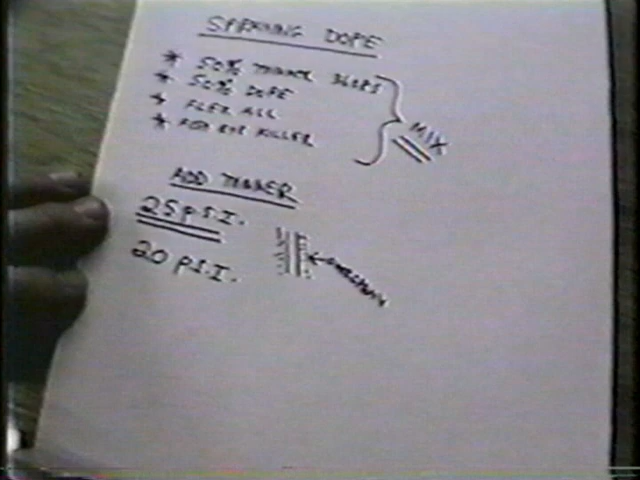 SPRAYING DOPE
* 50% THINNER
* 50% DOPE
* FLEX ALL
* FISH EYE KILLER
MIX
ADD THINNER
25 P.S.I.
20 P.S.I.